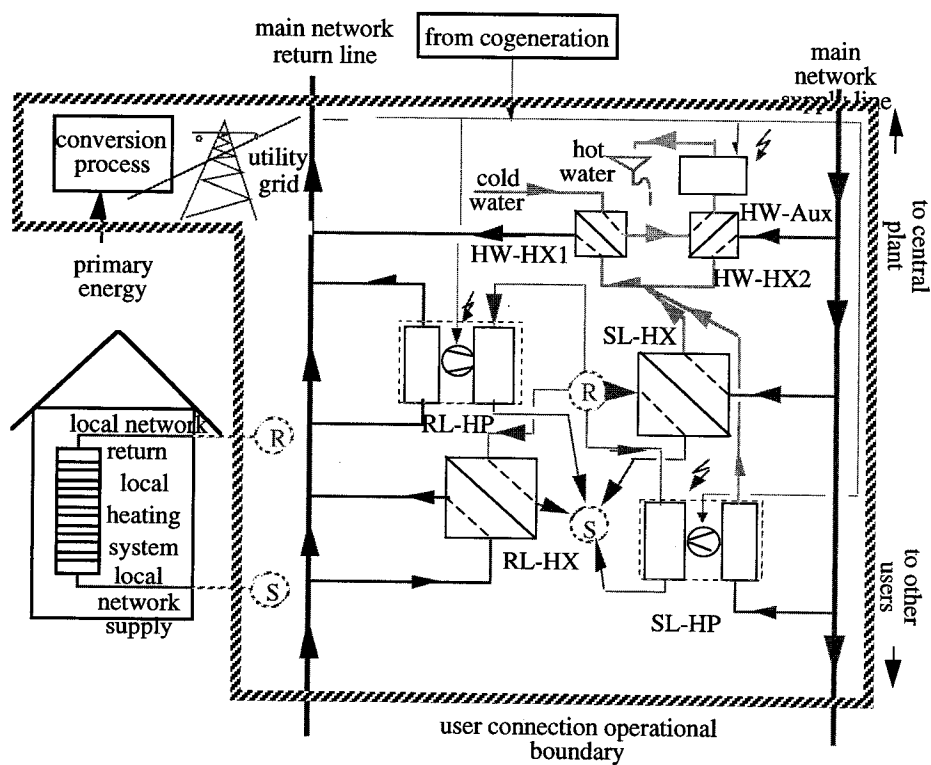 main network
return line
from cogeneration
main
network
supply line
conversion
process
utility
grid
hot
water
cold
water
HW-Aux
to central
plant
HW-HX1
HW-HX2
primary
energy
SL-HX
R
RL-HP
local network
R
return
local
heating
system
local
network
supply
S
S
RL-HX
SL-HP
to other
users
user connection operational
boundary